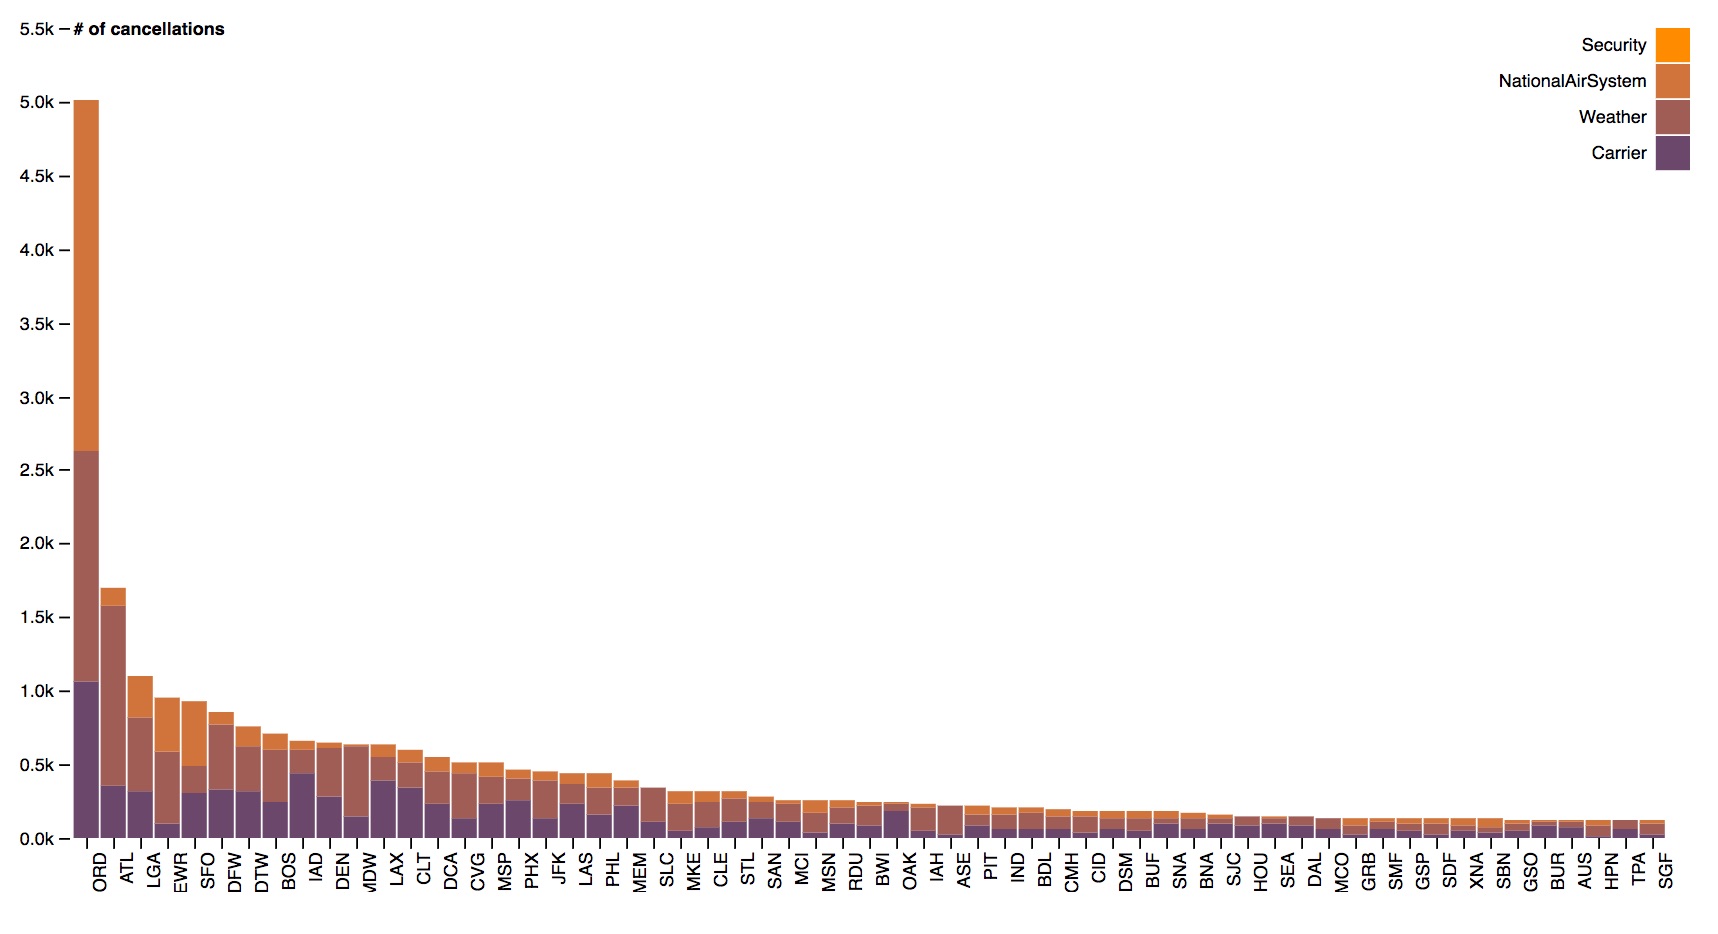 # of cancellations
5.5k
5.0k
4.5k
4.0k
3.5k
3.0k
2.5k
2.0k
1.5k
1.0k
0.5k
0.0k
Security
NationalAirSystem
Weather
Carrier
ORD
ATL
LGA
EWR
SFO
DFW
DTW
BOS
IAD
DEN
MDW
LAX
CLT
DCA
CVG
MSP
PHX
JFK
LAS
PHL
MEM
SLC
MKE
CLE
STL
SAN
MCI
MSN
RDU
BWI
OAK
IAH
ASE
PIT
IND
BDL
CMH
CID
DSM
BUF
SNA
BNA
SJC
HOU
SEA
DAL
MCO
GRB
SMF
GSP
SDF
XNA
SBN
GSO
BUR
AUS
HPN
TPA
SGF